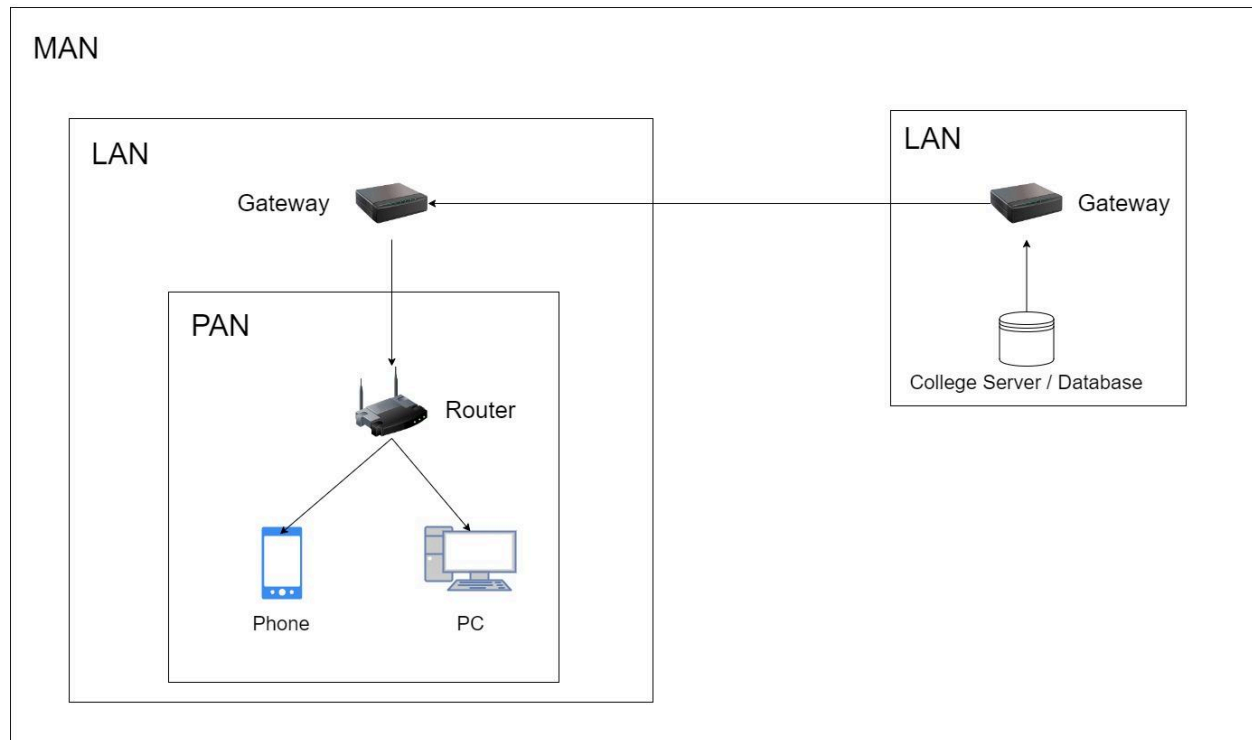 MAN
LAN
Gateway
PAN
Router
Phone
PC
LAN
Gateway
College Server / Database